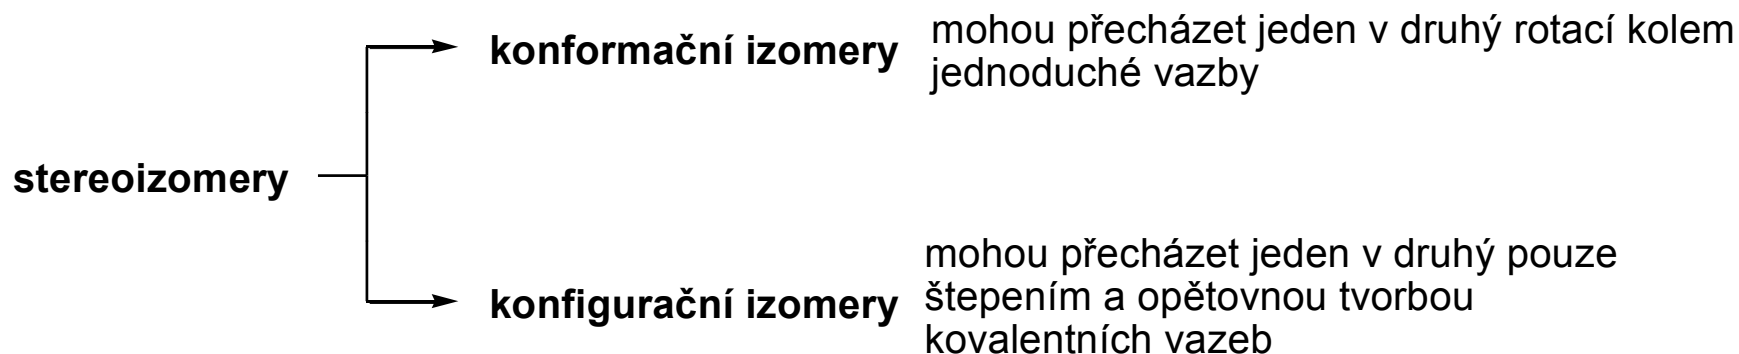 stereoizomery
konformační izomery
mohou přecházet jeden v druhý rotací kolem
jednoduché vazby
konfigurační izomery
mohou přecházet jeden v druhý pouze
štepením a opětovnou tvorbou
kovalentních vazeb